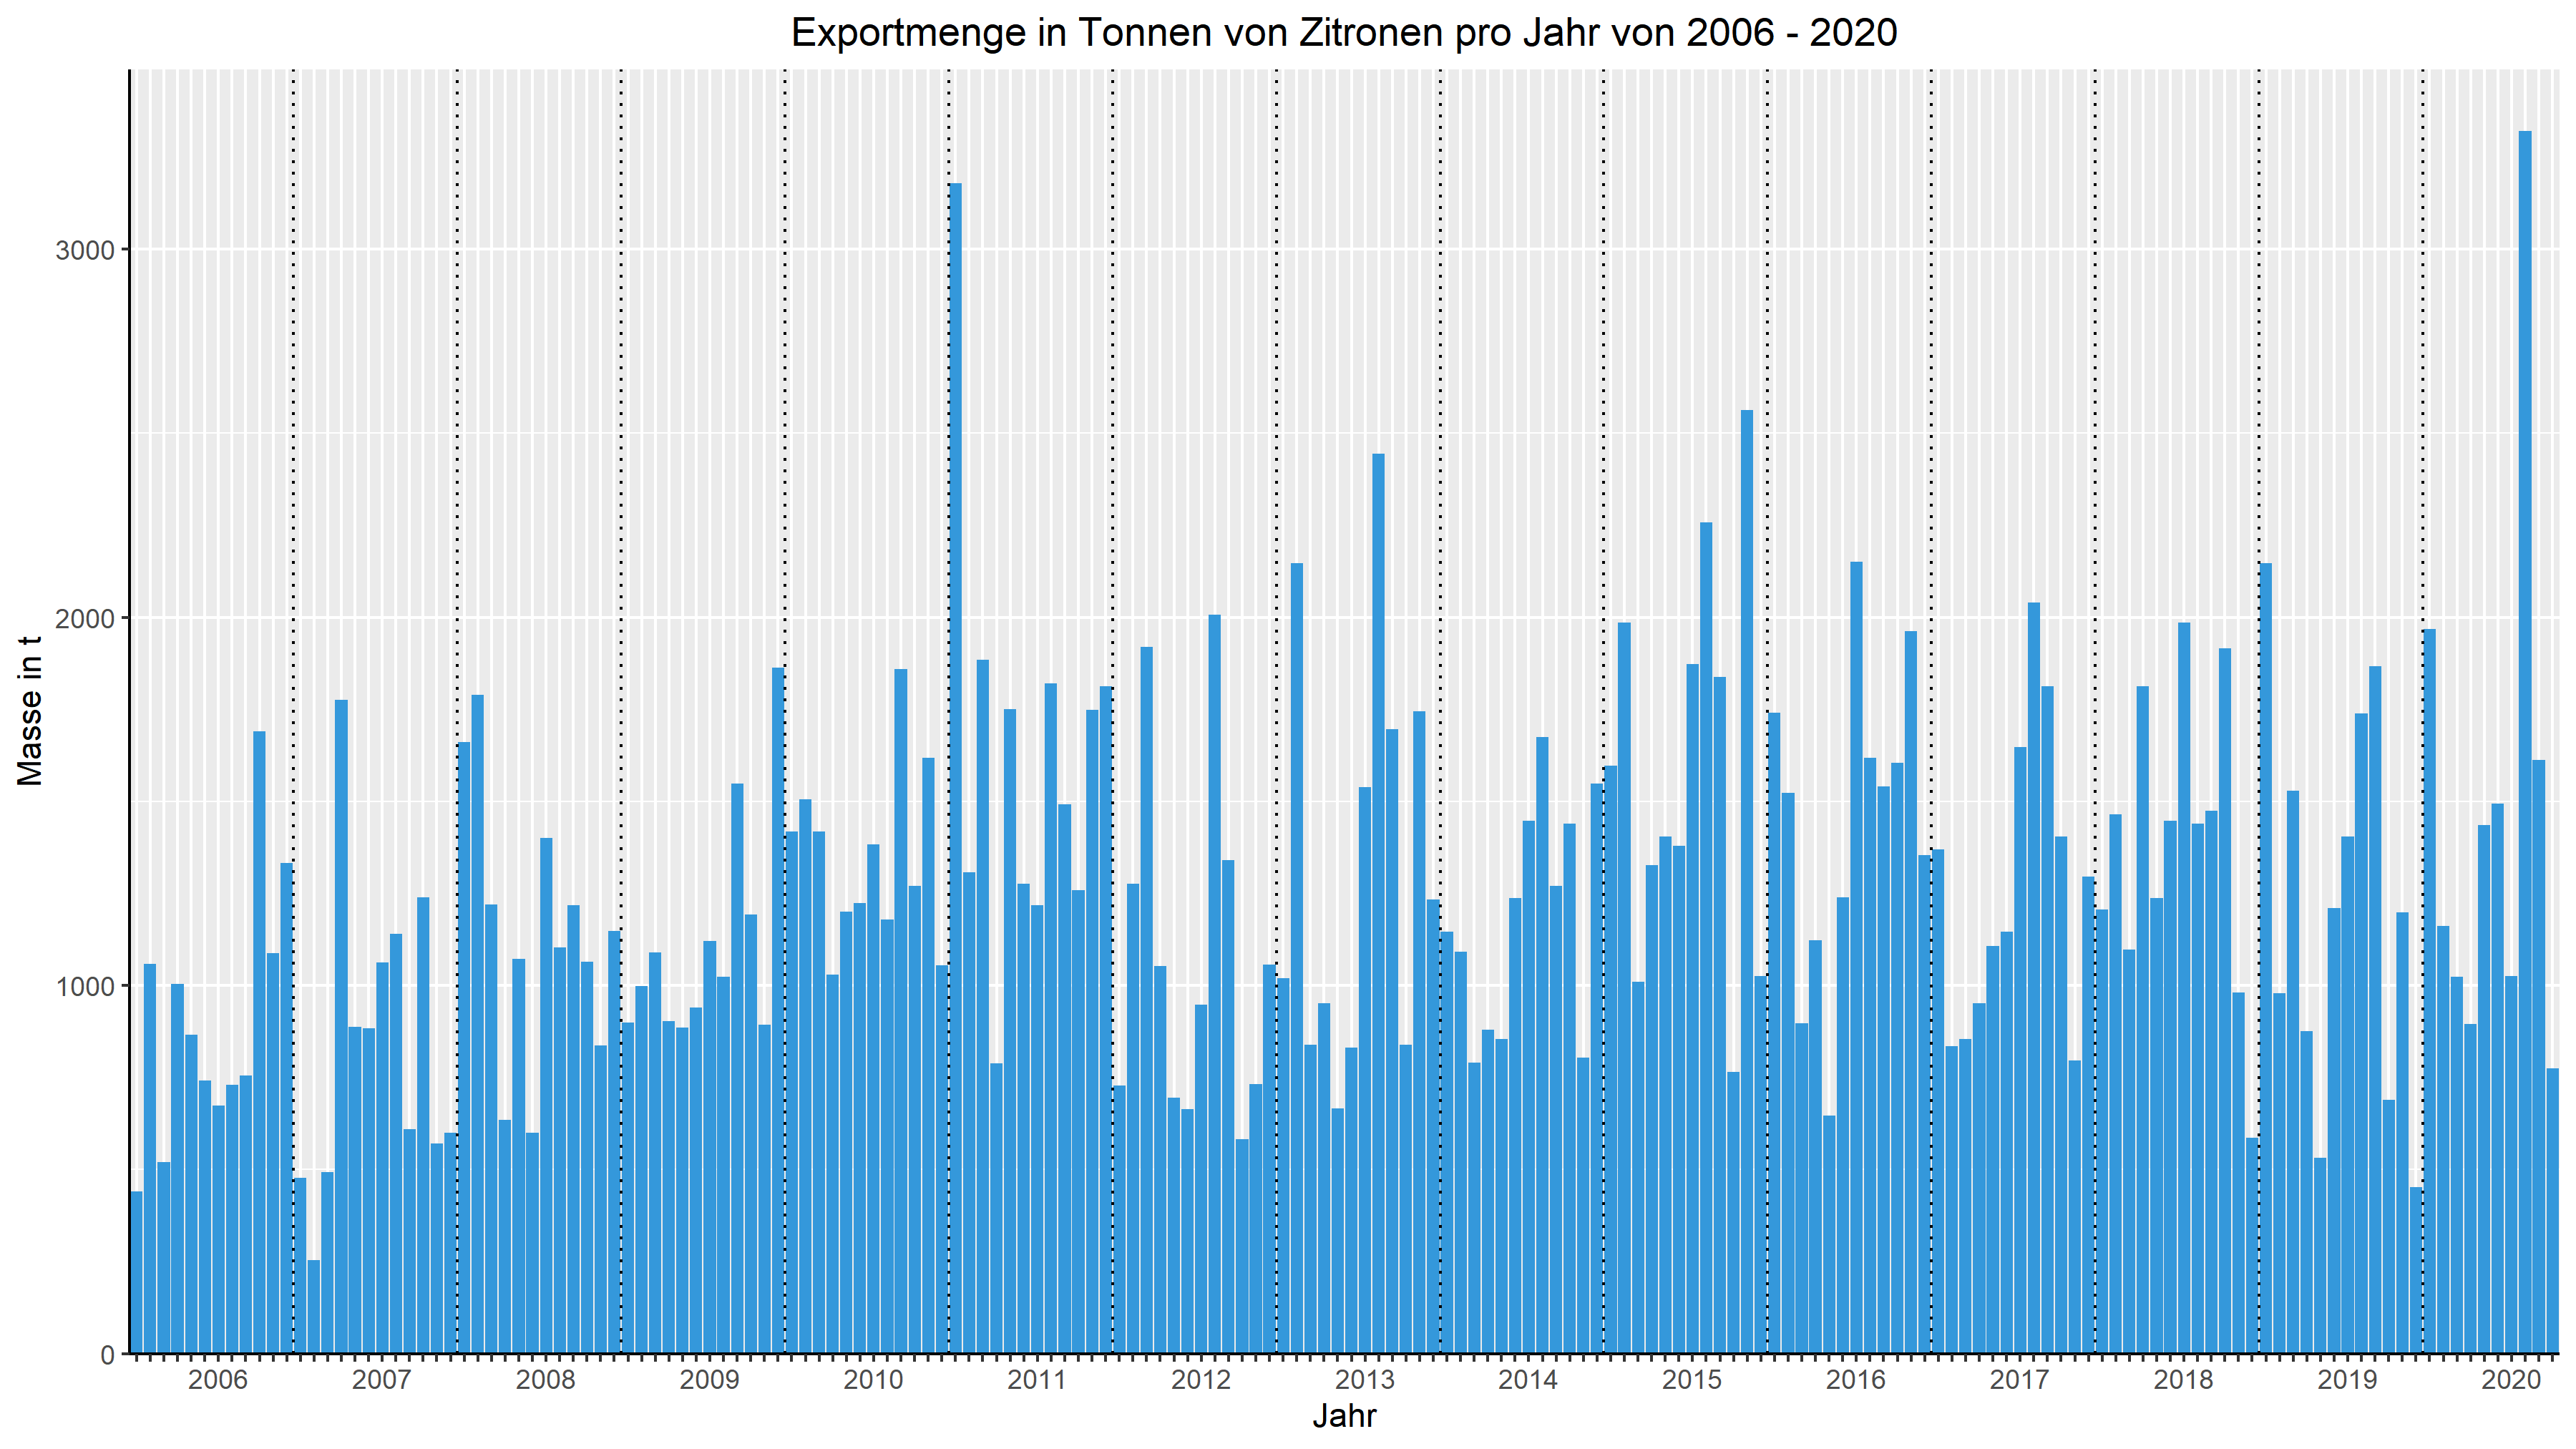 Exportmenge in Tonnen von Zitronen pro Jahr von 2006 - 2020
Masse in t
3000
2000
1000
0
2006 2007 2008 2009 2010 2011 2012 2013 2014 2015 2016 2017 2018 2019 2020
Jahr